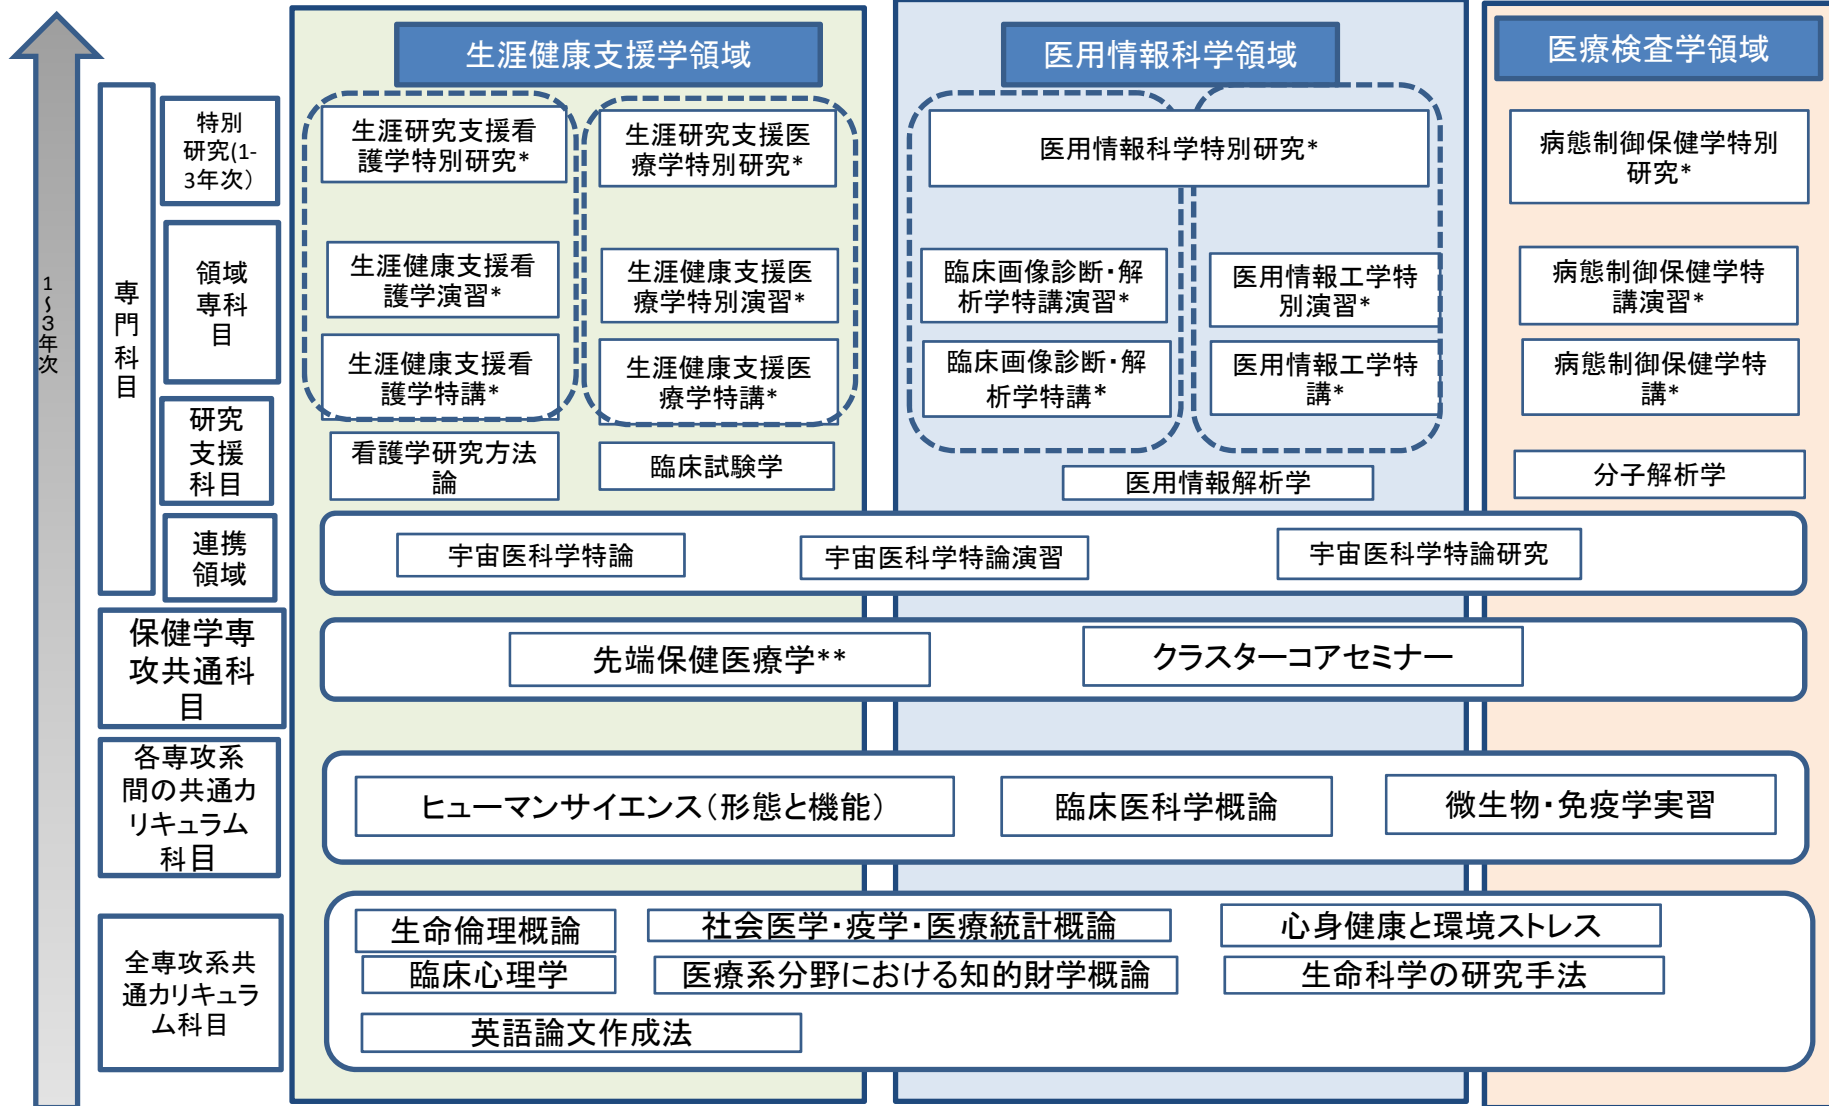 生涯健康支援学領域
医用情報科学領域
医療検査学領域
1～3年次
専門科目
特別
研究(1-
3年次）
生涯研究支援看
護学特別研究*
生涯研究支援医
療学特別研究*
医用情報科学特別研究*
病態制御保健学特別
研究*
領域
専科
目
生涯健康支援看
護学演習*
生涯健康支援医
療学特別演習*
臨床画像診断・解
析学特講演習*
医用情報工学特
別演習*
病態制御保健学特
講演習*
生涯健康支援看
護学特講*
生涯健康支援医
療学特講*
臨床画像診断・解
析学特講*
医用情報工学特
講*
病態制御保健学特
講*
研究
支援
科目
看護学研究方法
論
臨床試験学
医用情報解析学
分子解析学
連携
領域
宇宙医科学特論
宇宙医科学特論演習
宇宙医科学特論研究
保健学専
攻共通科
目
先端保健医療学**
クラスターコアセミナー
各専攻系
間の共通カ
リキュラム
科目
ヒューマンサイエンス（形態と機能）
臨床医科学概論
微生物・免疫学実習
全専攻系共
通カリキュラ
ム科目
生命倫理概論
社会医学・疫学・医療統計概論
心身健康と環境ストレス
臨床心理学
医療系分野における知的財学概論
生命科学の研究手法
英語論文作成法